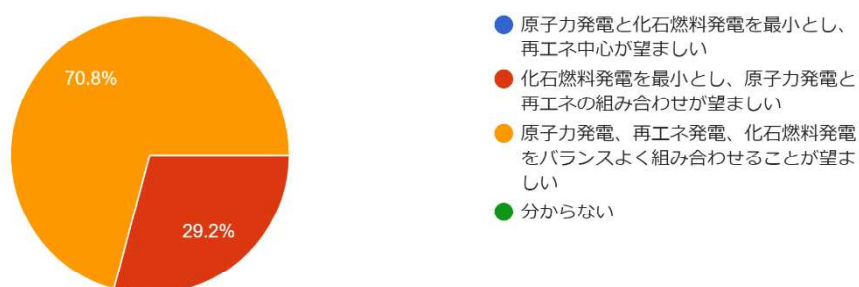 70.8%
29.2%
原子力発電と化石燃料発電を最小とし、
再エネ中心が望ましい
化石燃料発電を最小とし、原子力発電と
再エネの組み合わせが望ましい
原子力発電、再エネ発電、化石燃料発電
をバランスよく組み合わせることが望ま
しい
分からない